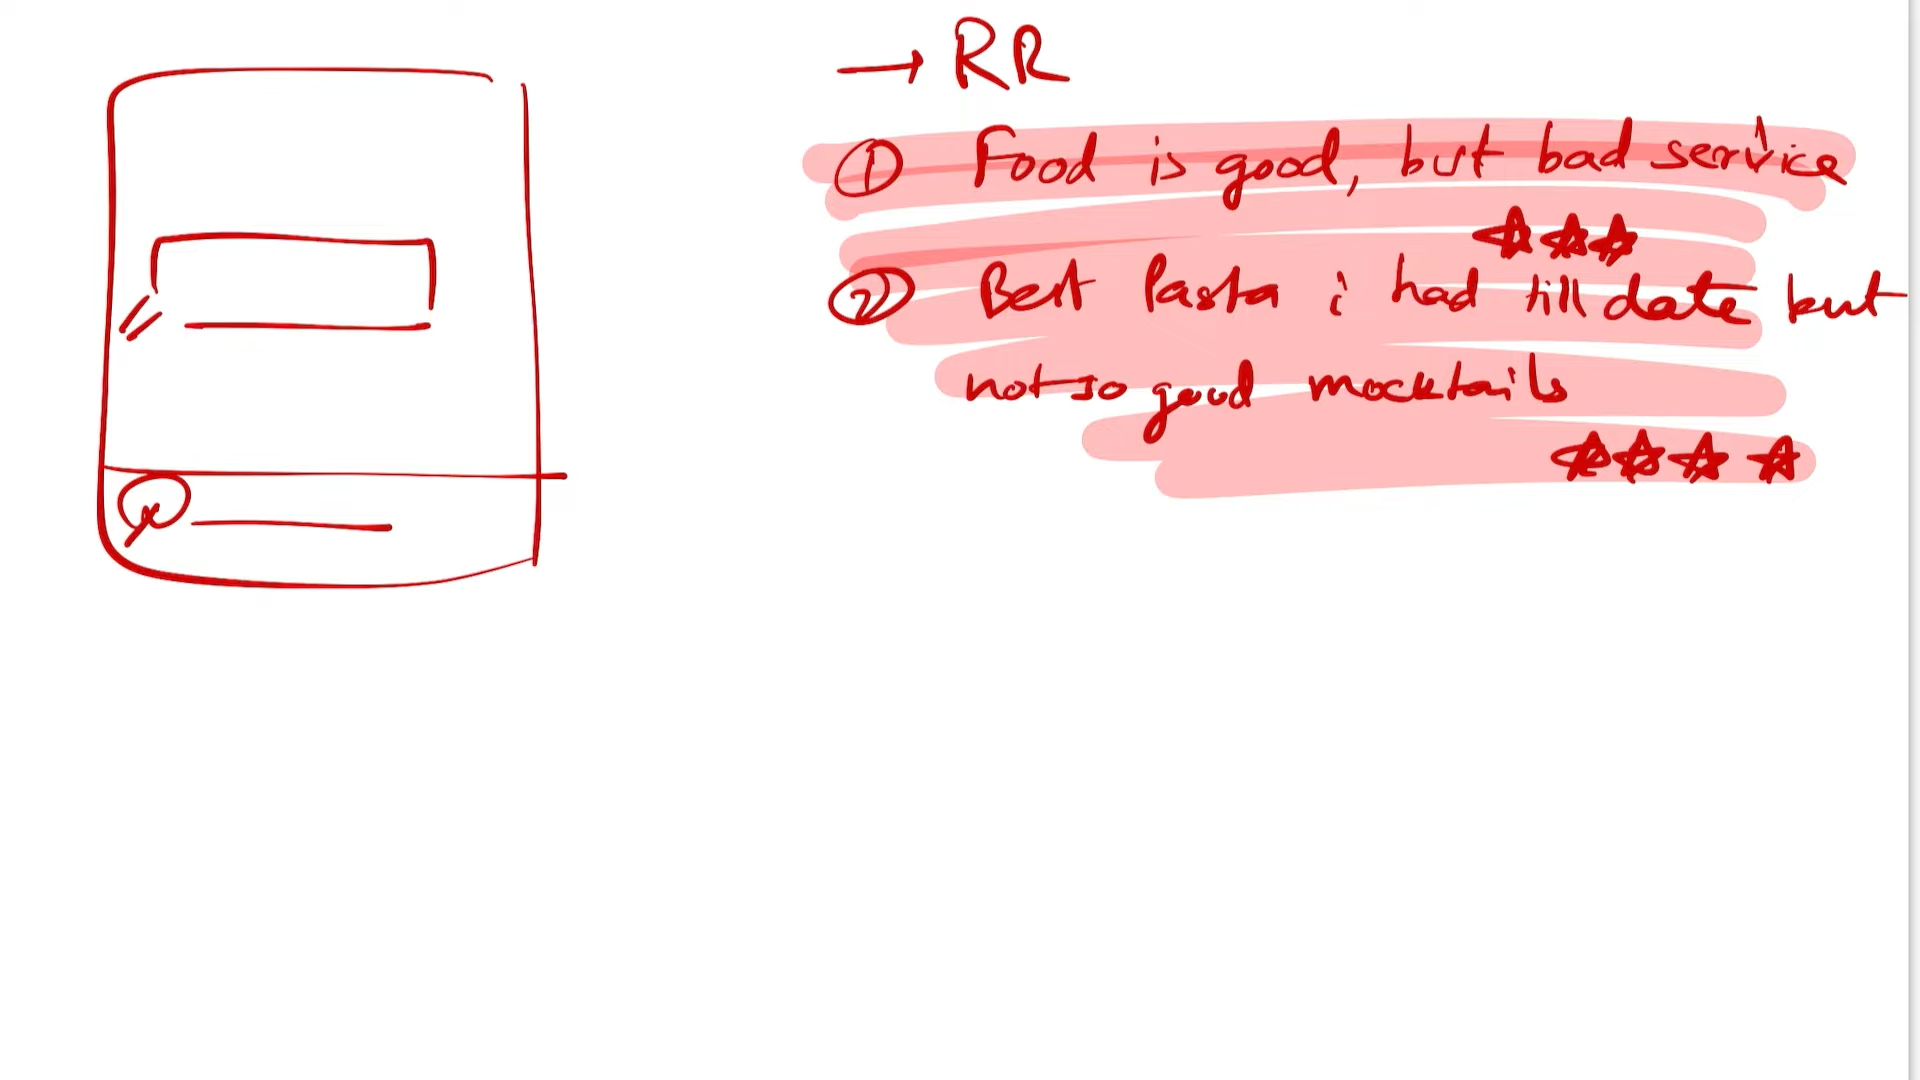 → RR
① Food is good, but bad service
★★★
② Best Pasta i had till date but
not so good mocktails
★★★★